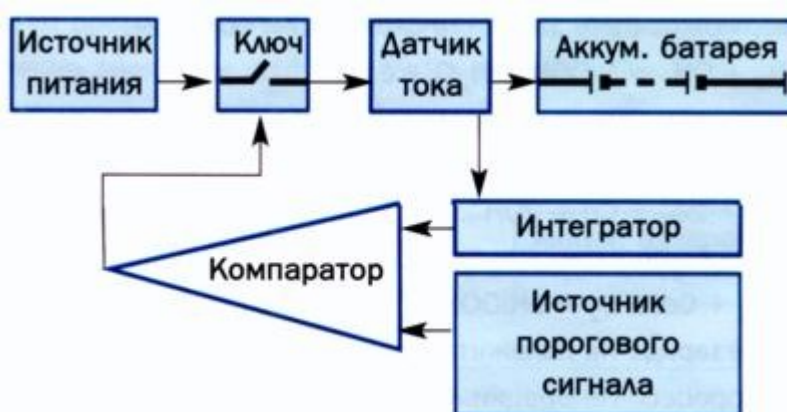 Источник
питания
Ключ
Датчик
тока
Аккум. батарея
Интегратор
Компаратор
Источник
порогового
сигнала